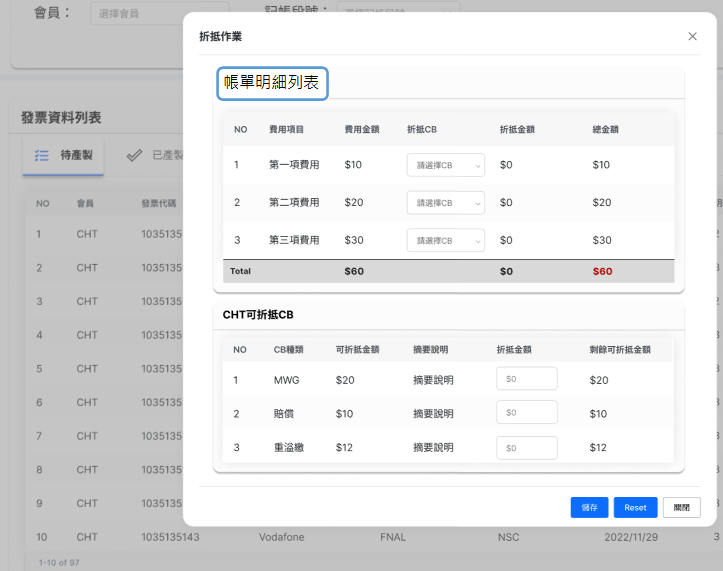 會員： 選擇會員
折抵作業
帳單明細列表
NO 費用項目 費用金額 折抵CB 折抵金額 總金額
1 第一項費用 $10 請選擇CB $0 $10
2 第二項費用 $20 請選擇CB $0 $20
3 第三項費用 $30 請選擇CB $0 $30
Total $60 $0 $60
CHT可折抵CB
NO CB種類 可折抵金額 摘要說明 折抵金額 剩餘可折抵金額
1 MWG $20 摘要說明 $0 $20
2 賠償 $10 摘要說明 $0 $10
3 重溢繳 $12 摘要說明 $0 $12
儲存 Reset 關閉
發票資料列表
待產製 已產製
NO 會員 發票代碼
1 CHT 1035135
2 CHT 1035135
3 CHT 1035135
4 CHT 1035135
5 CHT 1035135
6 CHT 1035135
7 CHT 1035135
8 CHT 1035135
9 CHT 1035135
10 CHT 1035135143 Vodafone FNAL NSC 2022/11/29 3
1-10 of 97